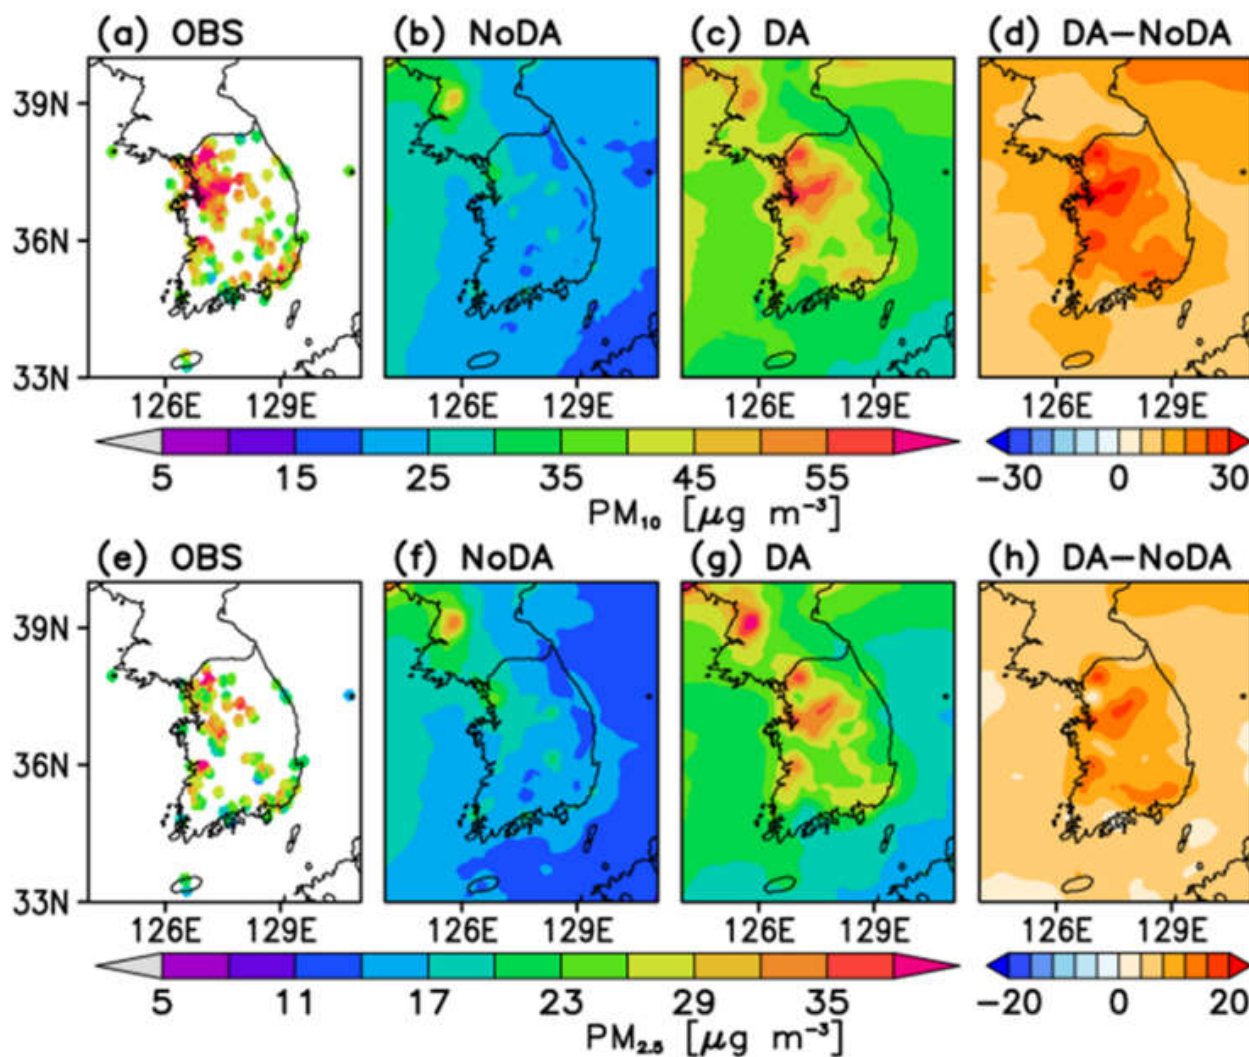 (a) OBS (b) NoDA (c) DA (d) DA−NoDA
39N
36N
33N
126E 129E 126E 129E 126E 129E 126E 129E
5 15 25 35 45 55 −30 0 30
PM₁₀ [μg m⁻³]
(e) OBS (f) NoDA (g) DA (h) DA−NoDA
39N
36N
33N
126E 129E 126E 129E 126E 129E 126E 129E
5 11 17 23 29 35 −20 0 20
PM₂.₅ [μg m⁻³]